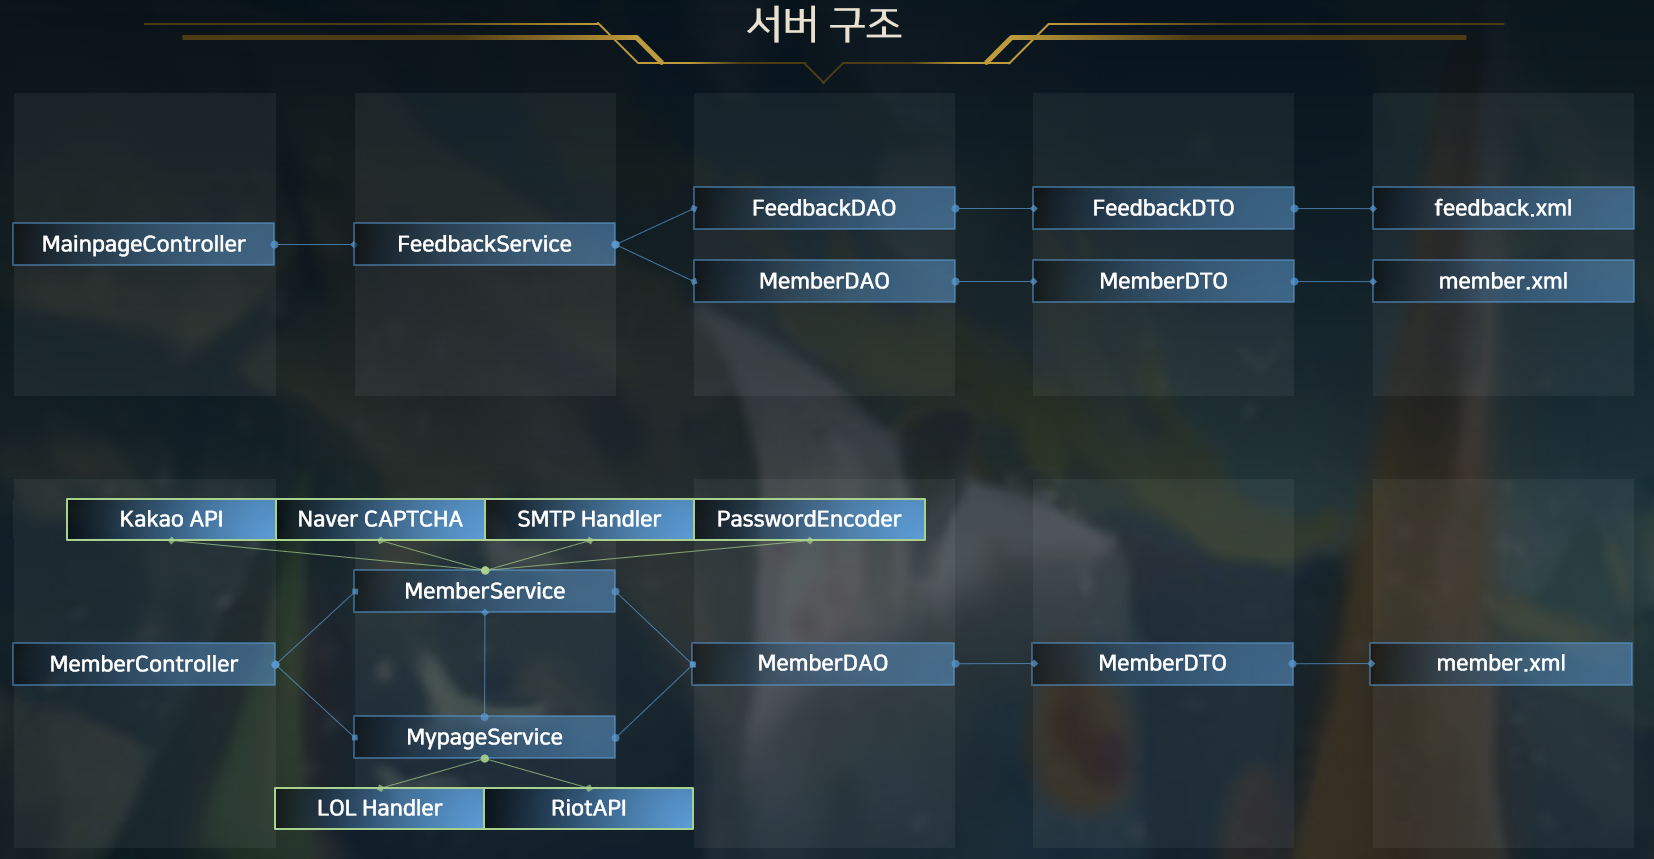 서버 구조
FeedbackDAO
FeedbackDTO
feedback.xml
MainpageController
FeedbackService
MemberDAO
MemberDTO
member.xml
Kakao API
Naver CAPTCHA
SMTP Handler
PasswordEncoder
MemberService
MemberController
MemberDAO
MemberDTO
member.xml
MypageService
LOL Handler
RiotAPI